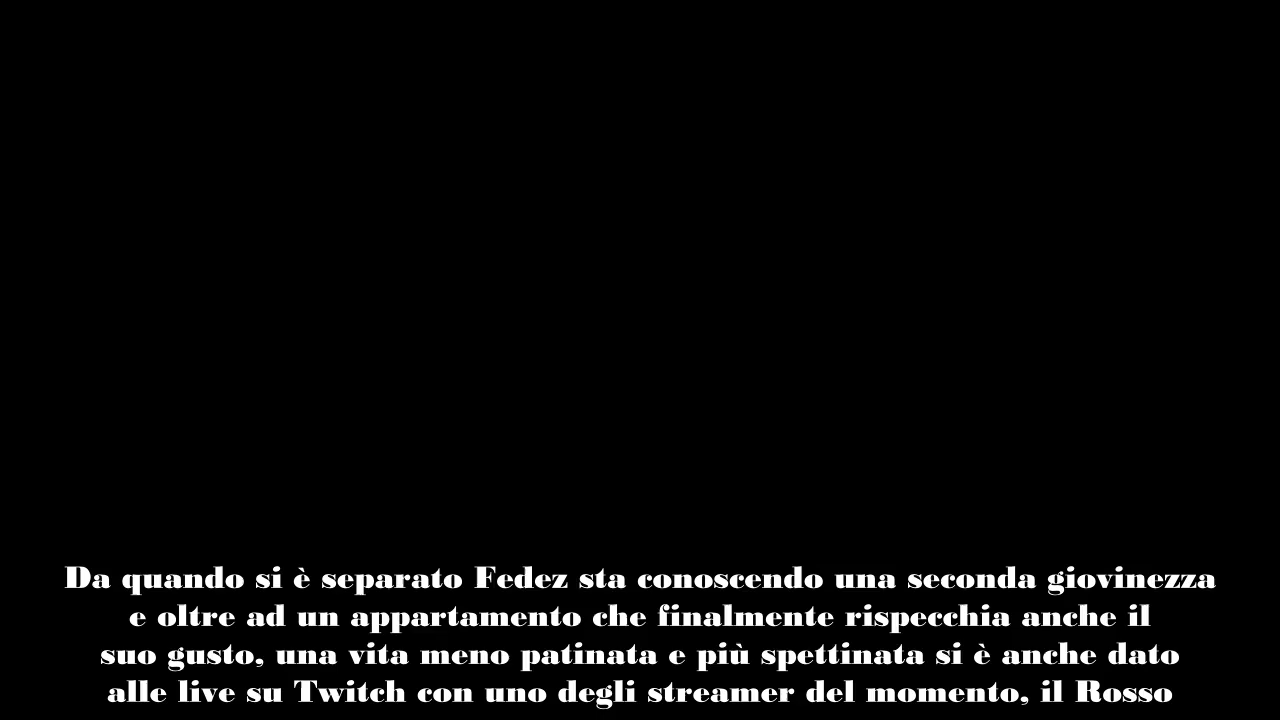 Da quando si è separato Fedez sta conoscendo una seconda giovinezza
e oltre ad un appartamento che finalmente rispecchia anche il
suo gusto, una vita meno patinata e più spettinata si è anche dato
alle live su Twitch con uno degli streamer del momento, il Rosso